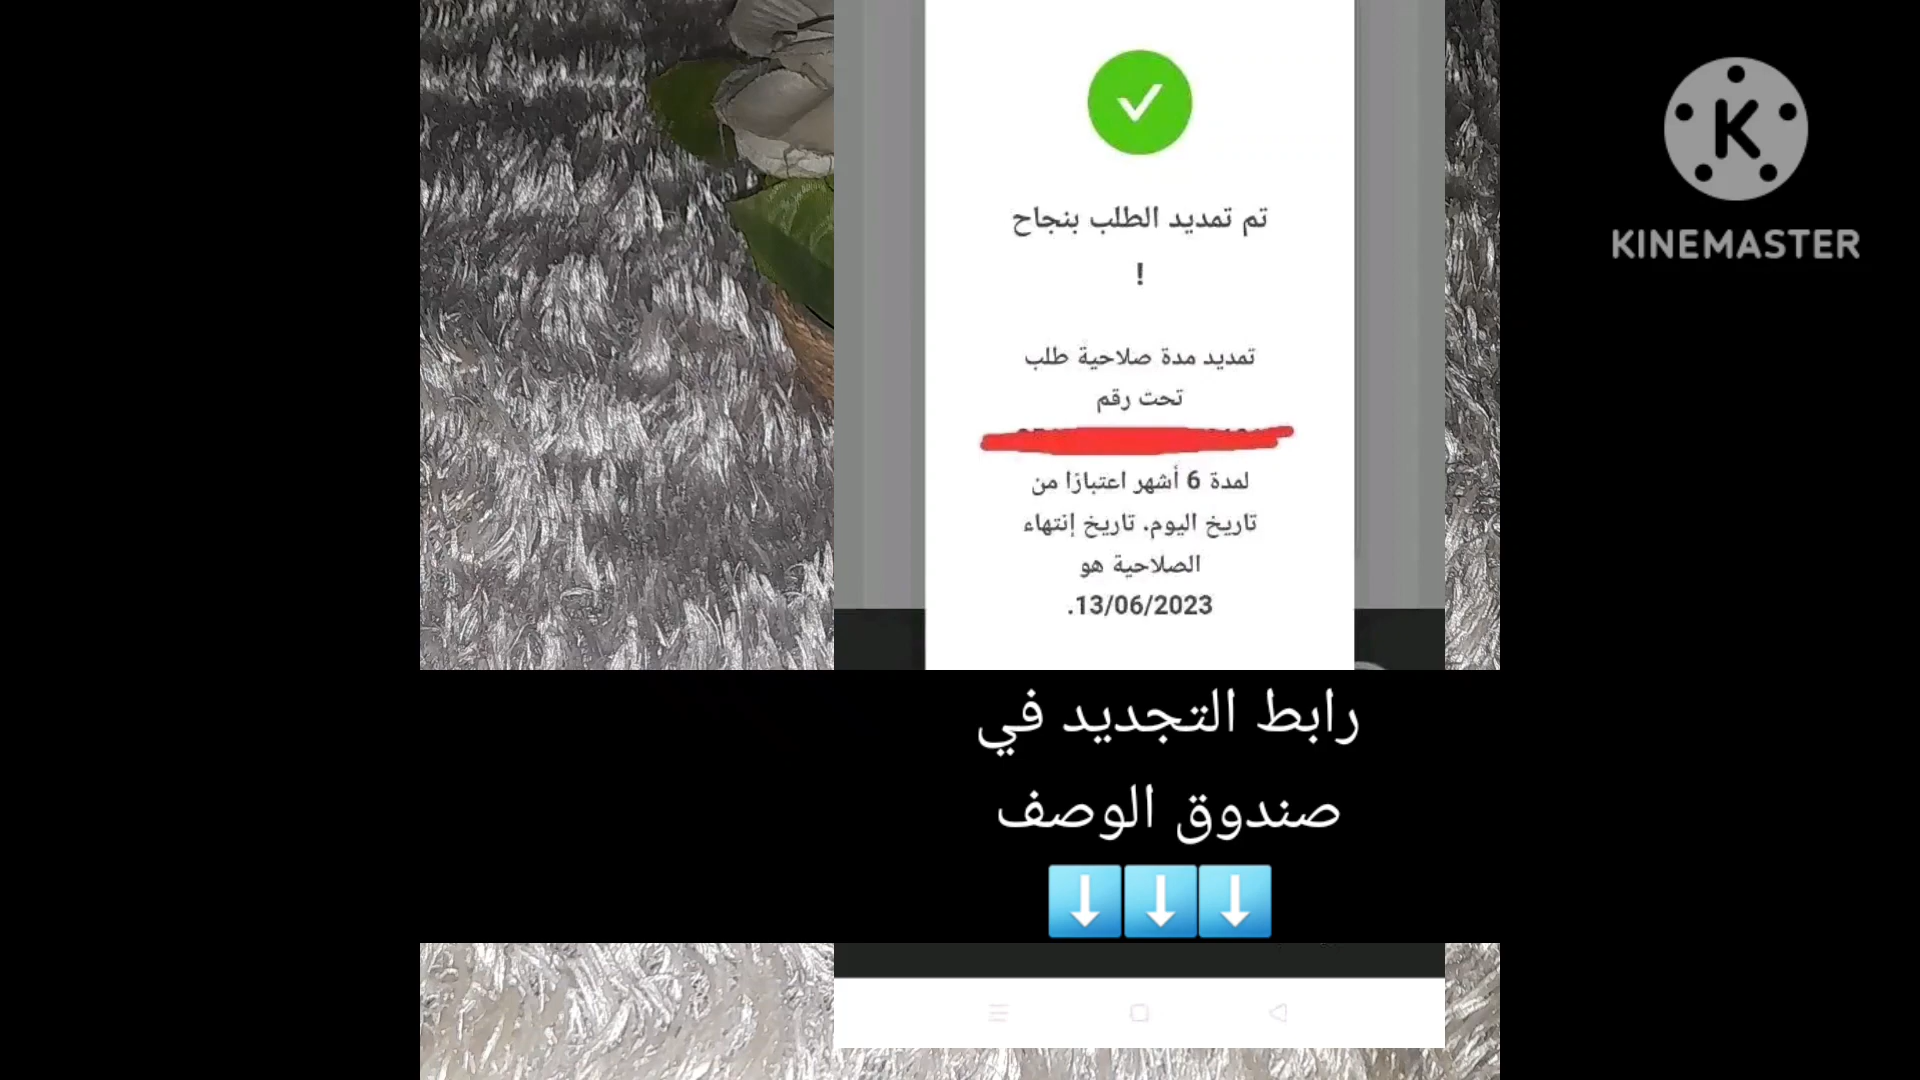 KINEMASTER
تم تمديد الطلب بنجاح
!
تمديد مدة صلاحية طلب
تحت رقم
لمدة 6 أشهر اعتبارًا من
تاريخ اليوم. تاريخ إنتهاء
الصلاحية هو
13/06/2023.
رابط التجديد في
صندوق الوصف
⬇️⬇️⬇️